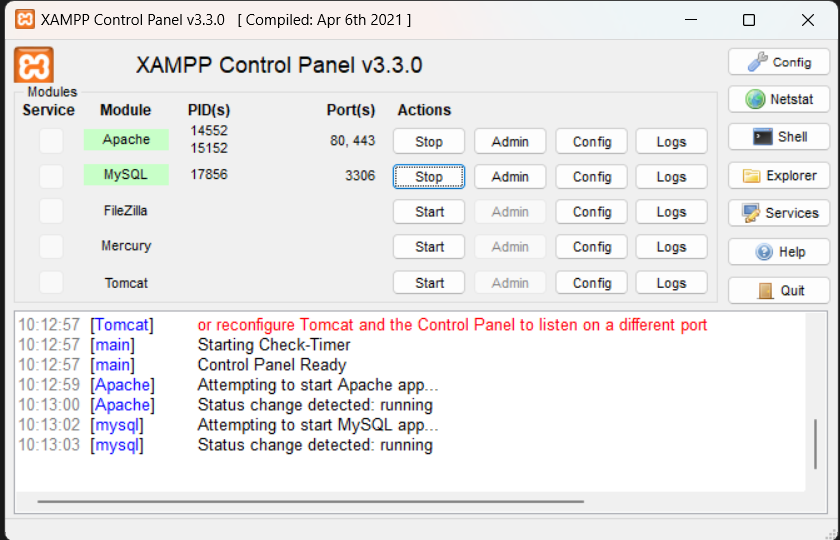 XAMPP Control Panel v3.3.0 [ Compiled: Apr 6th 2021 ]
XAMPP Control Panel v3.3.0
Config
Modules
Service Module PID(s) Port(s) Actions
Netstat
Apache 14552 15152 80, 443 Stop Admin Config Logs
Shell
MySQL 17856 3306 Stop Admin Config Logs
Explorer
FileZilla Start Admin Config Logs
Services
Mercury Start Admin Config Logs
Help
Tomcat Start Admin Config Logs
Quit
10:12:57 [Tomcat] or reconfigure Tomcat and the Control Panel to listen on a different port
10:12:57 [main] Starting Check-Timer
10:12:57 [main] Control Panel Ready
10:12:59 [Apache] Attempting to start Apache app...
10:13:00 [Apache] Status change detected: running
10:13:02 [mysql] Attempting to start MySQL app...
10:13:03 [mysql] Status change detected: running